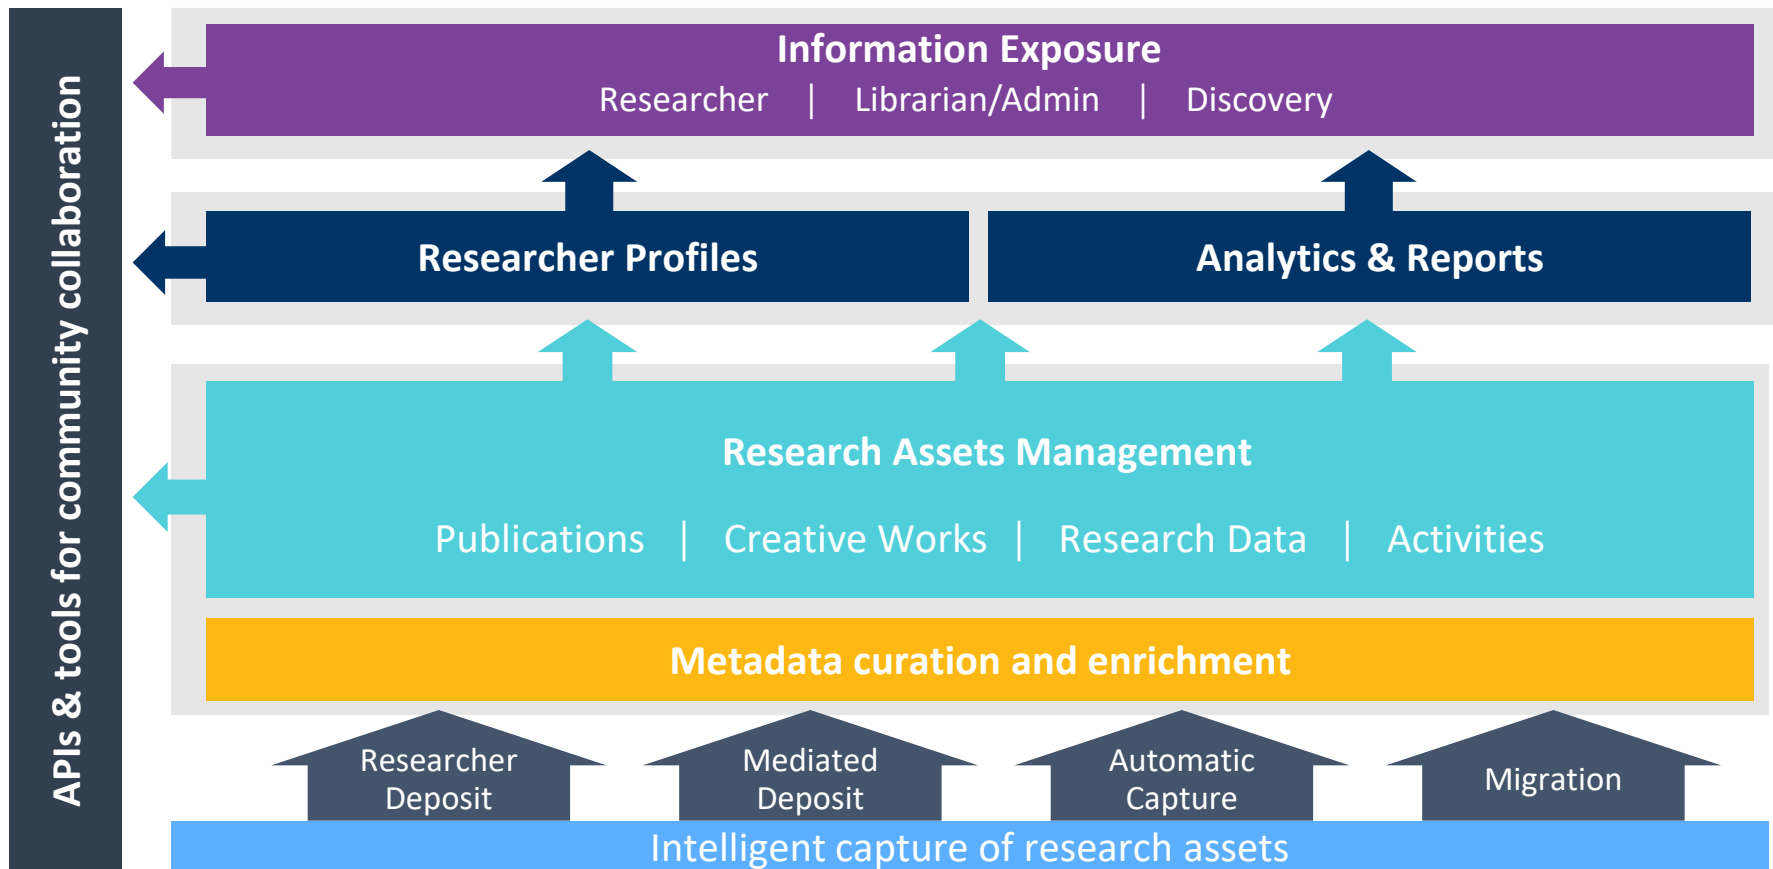 APIs & tools for community collaboration
Information Exposure
Researcher | Librarian/Admin | Discovery
Researcher Profiles
Analytics & Reports
Research Assets Management
Publications | Creative Works | Research Data | Activities
Metadata curation and enrichment
Researcher
Deposit
Mediated
Deposit
Automatic
Capture
Migration
Intelligent capture of research assets